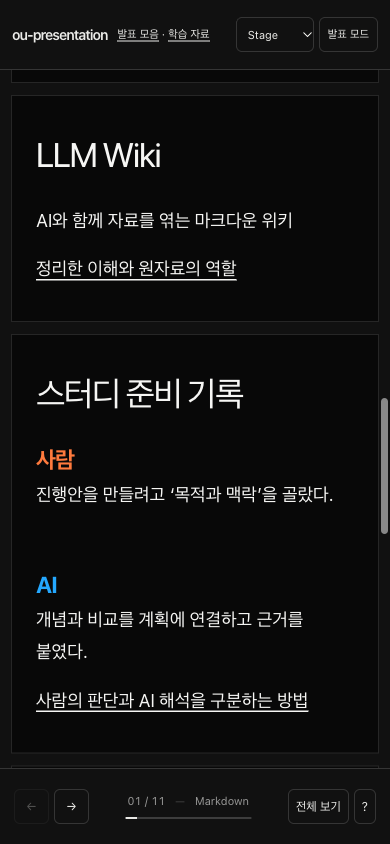 ou-presentation 발표 모음 · 학습 자료 Stage 발표 모드
LLM Wiki
AI와 함께 자료를 엮는 마크다운 위키
정리한 이해와 원자료의 역할
스터디 준비 기록
사람
진행안을 만들려고 ‘목적과 맥락’을 골랐다.
AI
개념과 비교를 계획에 연결하고 근거를
붙였다.
사람의 판단과 AI 해석을 구분하는 방법
← → 01 / 11 — Markdown 전체 보기 ?